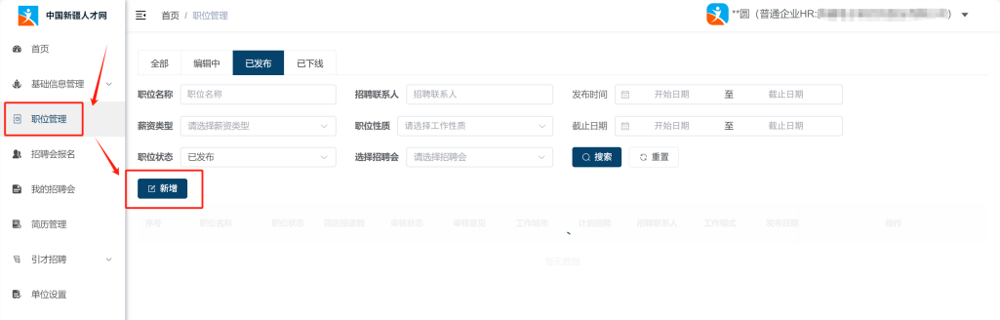 中国新疆人才网
首页 / 职位管理
**圆（普通企业HR:
首页
基础信息管理
职位管理
招聘会报名
我的招聘会
简历管理
引才招聘
单位设置
全部 编辑中 已发布 已下线
职位名称 职位名称 招聘联系人 招聘联系人 发布时间 开始日期 至 截止日期
薪资类型 请选择薪资类型 职位性质 请选择工作性质 截止日期 开始日期 至 截止日期
职位状态 已发布 选择招聘会 请选择招聘会 搜索 重置
新增
序号 职位名称 职位状态 审核状态 审核意见 工作城市 计划招聘 招聘联系人 工作模式 发布日期 操作
暂无数据